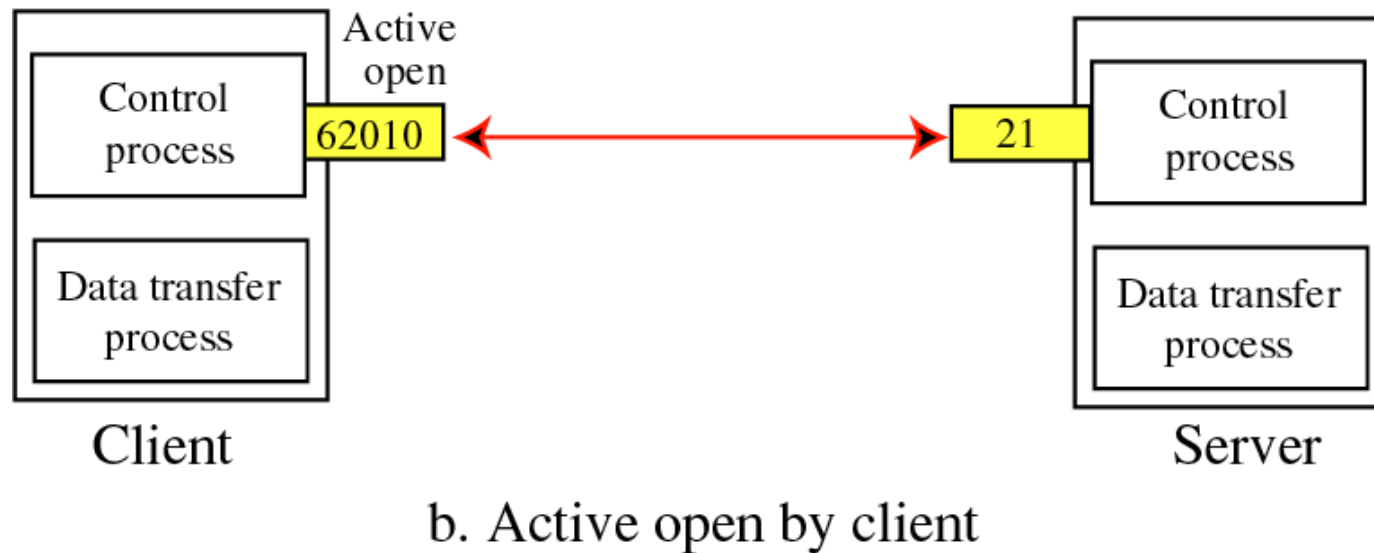 Active
open
Control
process
62010
21
Control
process
Data transfer
process
Data transfer
process
Client
Server
b. Active open by client